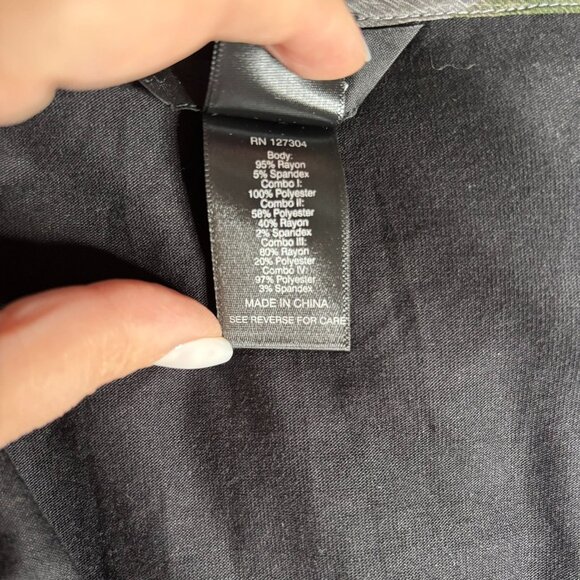 RN 127304
Body:
95% Rayon
5% Spandex
Combo I:
100% Polyester
Combo II:
58% Polyester
40% Rayon
2% Spandex
Combo III:
80% Rayon
20% Polyester
Combo IV:
97% Polyester
3% Spandex
MADE IN CHINA
SEE REVERSE FOR CARE